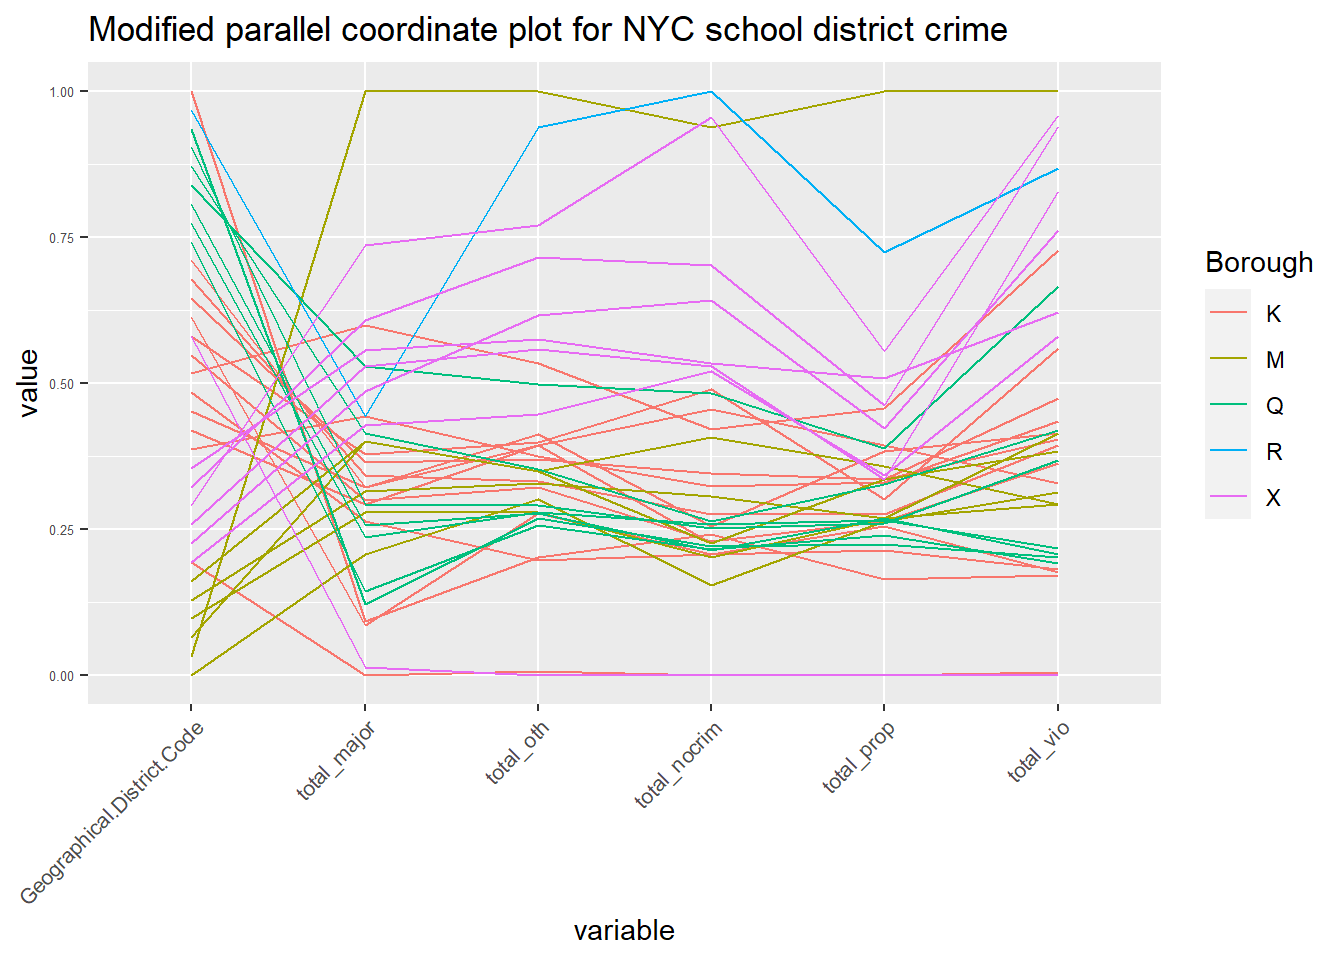 Modified parallel coordinate plot for NYC school district crime
1.00
0.75
0.50
0.25
0.00
value
Geographical.District.Code
total_major
total_oth
total_nocrim
total_prop
total_vio
variable
Borough
K
M
Q
R
X